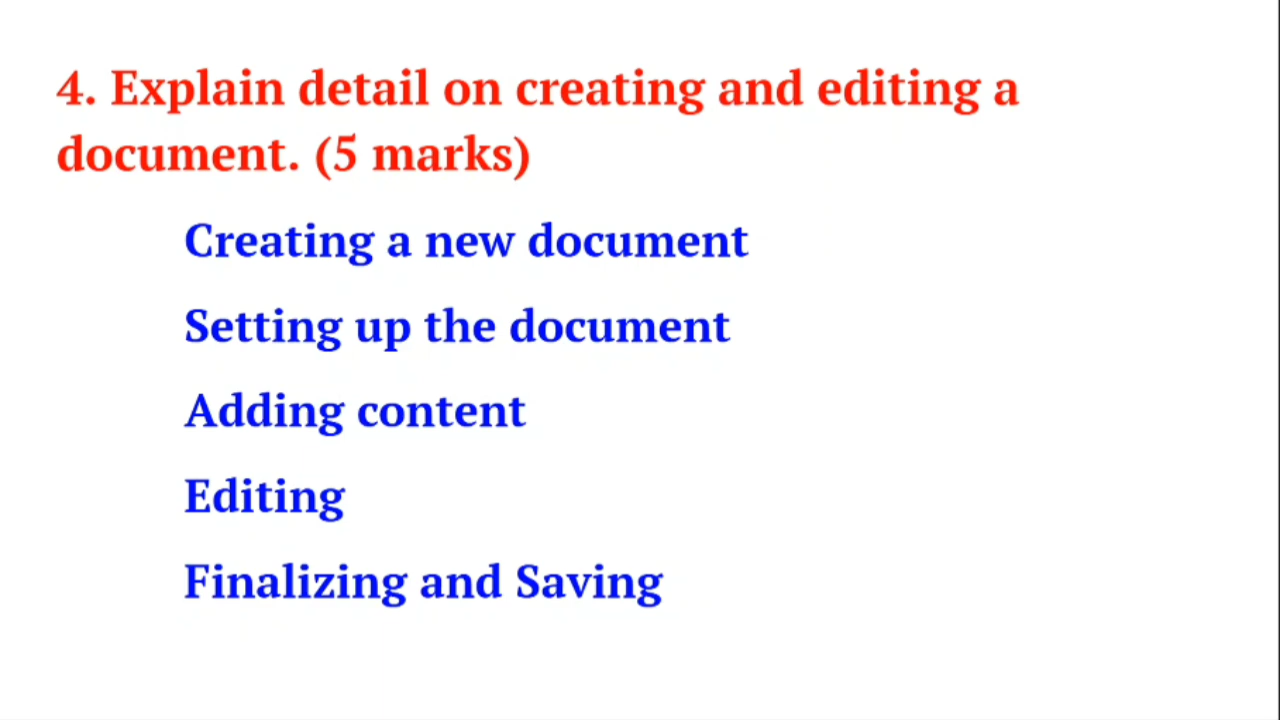 4. Explain detail on creating and editing a
document. (5 marks)
Creating a new document
Setting up the document
Adding content
Editing
Finalizing and Saving